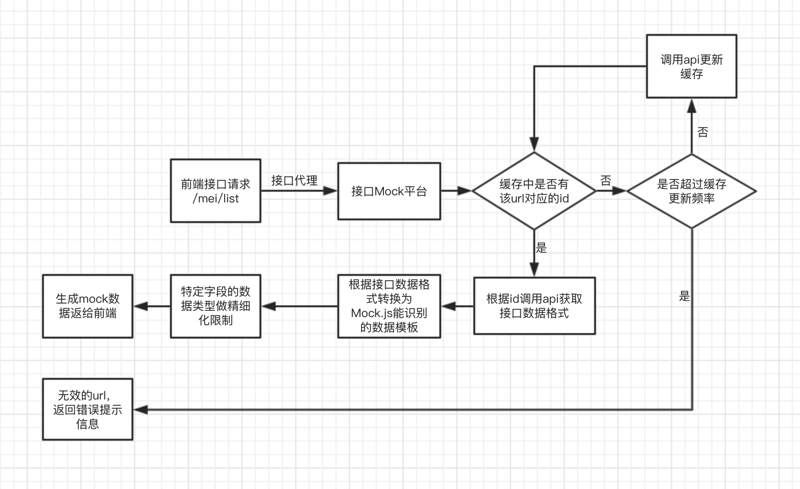 调用api更新
缓存
否
前端接口请求
/mei/list
接口代理
接口Mock平台
缓存中是否有
该url对应的id
否
是否超过缓存
更新频率
是
是
生成mock数
据返给前端
特定字段的数
据类型做精细
化限制
根据接口数据格
式转换为
Mock.js能识别
的数据模板
根据id调用api获取
接口数据格式
无效的url，
返回错误提示
信息